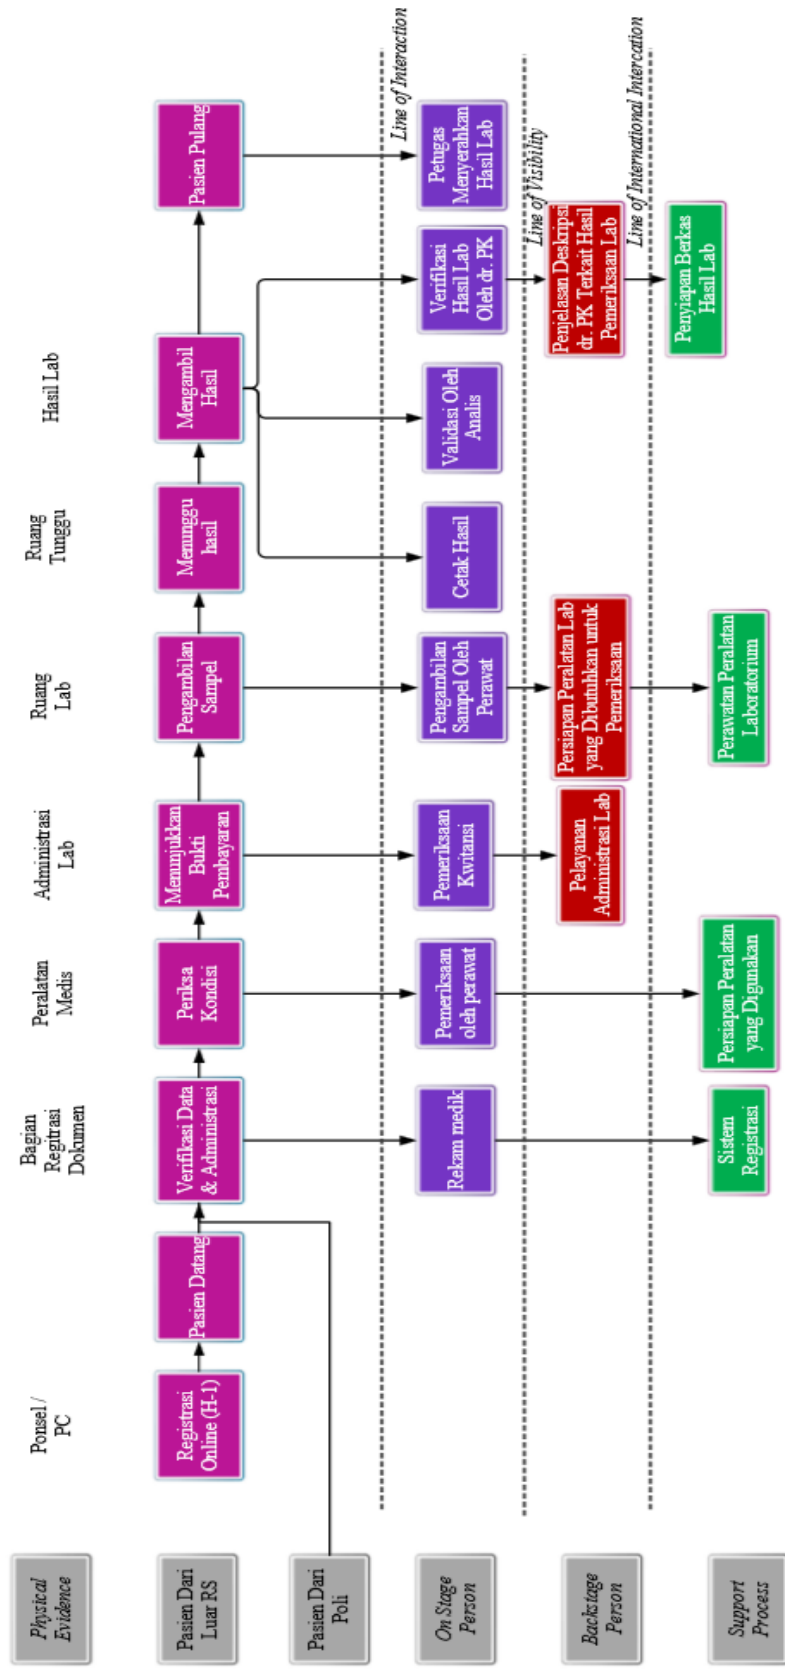 Physical
Evidence
Ponsel /
PC
Bagian
Regitrasi
Dokumen
Peralatan
Medis
Administrasi
Lab
Ruang
Lab
Ruang
Tunggu
Hasil Lab
Pasien Dari
Luar RS
Registrasi
Online (H-1)
Pasien Datang
Verifikasi Data
& Administrasi
Periksa
Kondisi
Menunjukkan
Bukti
Pembayaran
Pengambilan
Sampel
Menunggu
hasil
Mengambil
Hasil
Pasien Pulang
Pasien Dari
Poli
Line of Interaction
On Stage
Person
Rekam medik
Pemeriksaan
oleh perawat
Pemeriksaan
Kwitansi
Pengambilan
Sampel Oleh
Perawat
Cetak Hasil
Validasi Oleh
Analis
Verifikasi
Hasil Lab
Oleh dr. PK
Petugas
Menyerahkan
Hasil Lab
Line of Visibility
Backstage
Person
Pelayanan
Administrasi Lab
Persiapan Peralatan Lab
yang Dibutuhkan untuk
Pemeriksaan
Penjelasan Deskripsi
dr. PK Terkait Hasil
Pemeriksaan Lab
Line of International Intercation
Support
Process
Sistem
Registrasi
Persiapan Peralatan
yang Digunakan
Perawatan Peralatan
Laboratorium
Penyiapan Berkas
Hasil Lab